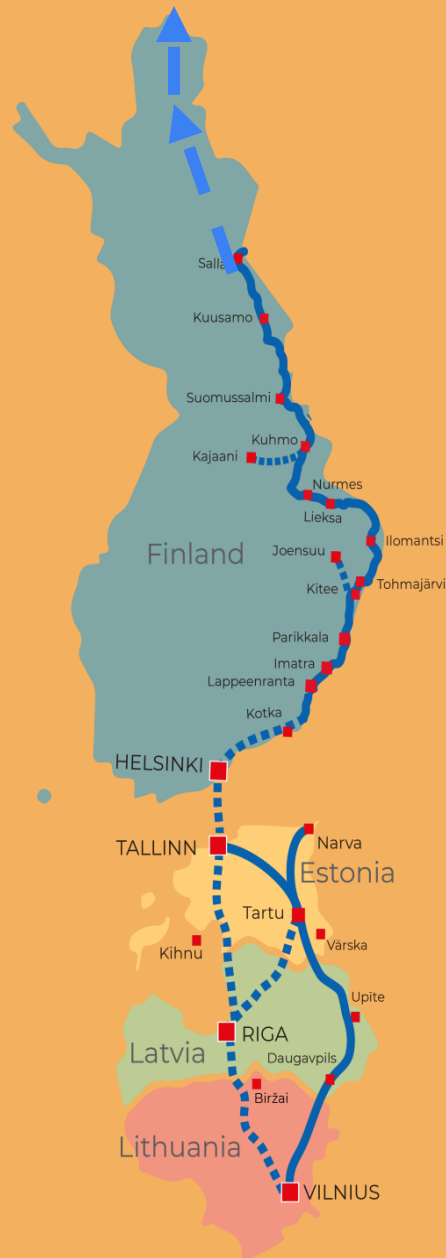 Salla
Kuusamo
Suomussalmi
Kuhmo
Kajaani
Nurmes
Lieksa
Ilomantsi
Finland
Joensuu
Tohmajärvi
Kitee
Parikkala
Imatra
Lappeenranta
Kotka
HELSINKI
TALLINN
Narva
Estonia
Tartu
Värska
Kihnu
Upīte
RIGA
Latvia
Daugavpils
Biržai
Lithuania
VILNIUS